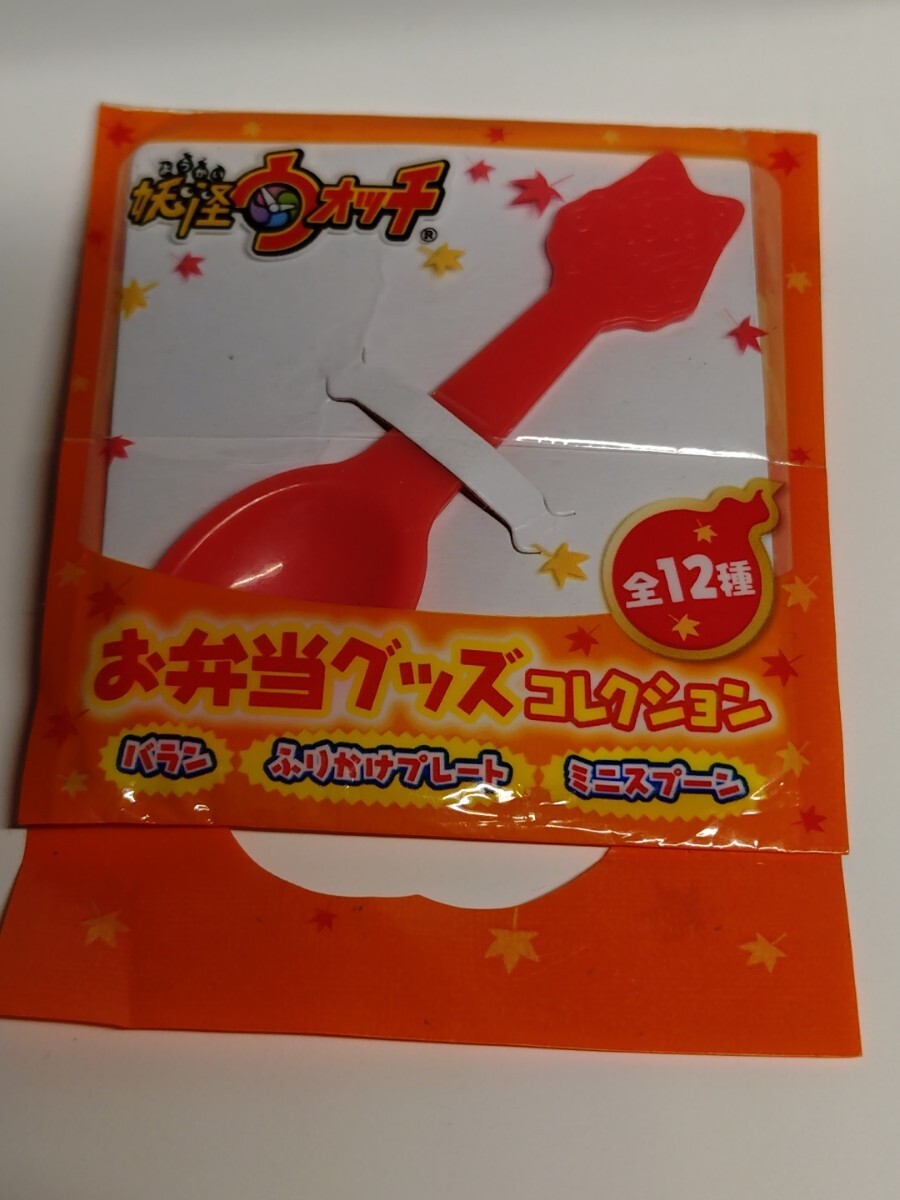 ようかい
妖怪ウォッチ®
全12種
お弁当グッズコレクション
バラン ふりかけプレート ミニスプーン